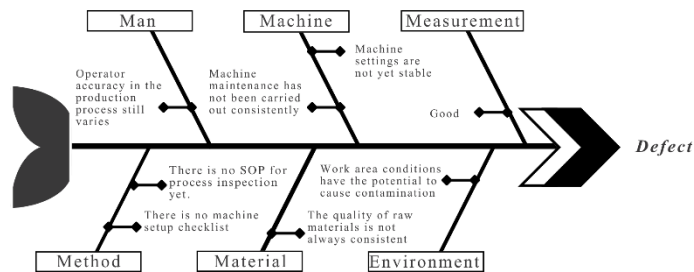 Man
Machine
Measurement
Operator
accuracy in the
production
process still
varies
Machine
maintenance has
not been carried
out consistently
Machine
settings are
not yet stable
Good
Defect
There is no SOP for
process inspection
yet.
There is no machine
setup checklist
The quality of raw
materials is not
always consistent
Work area conditions
have the potential to
cause contamination
Method
Material
Environment